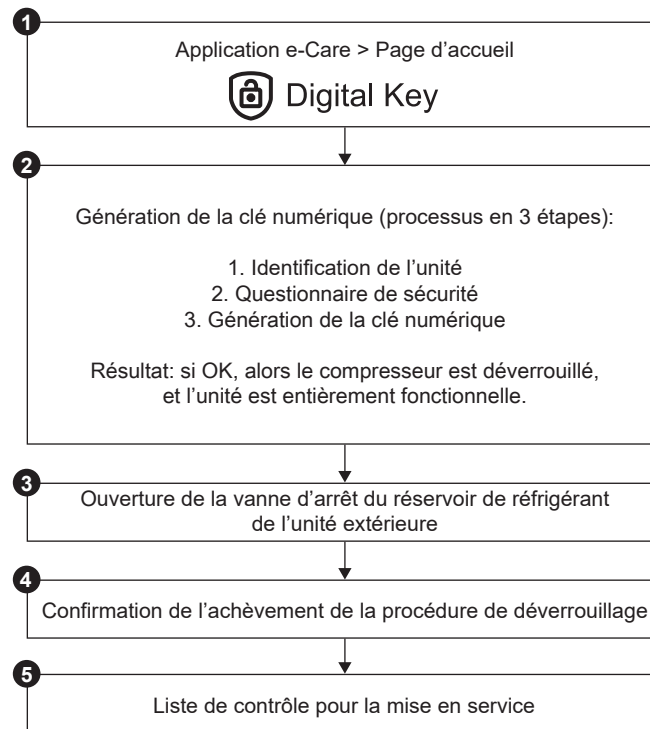 1
Application e-Care > Page d'accueil
Digital Key
2
Génération de la clé numérique (processus en 3 étapes):
1. Identification de l'unité
2. Questionnaire de sécurité
3. Génération de la clé numérique
Résultat: si OK, alors le compresseur est déverrouillé,
et l'unité est entièrement fonctionnelle.
3
Ouverture de la vanne d'arrêt du réservoir de réfrigérant
de l'unité extérieure
4
Confirmation de l'achèvement de la procédure de déverrouillage
5
Liste de contrôle pour la mise en service